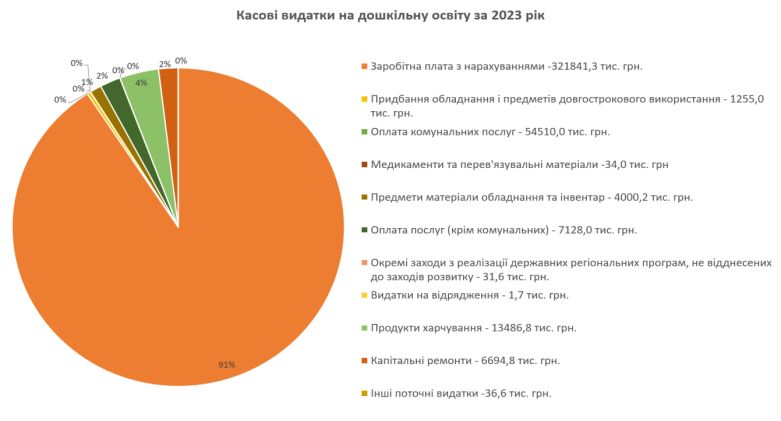 Касові видатки на дошкільну освіту за 2023 рік
0%
0%
0%
1%
2%
0%
0%
4%
2%
0%
91%
Заробітна плата з нарахуваннями -321841,3 тис. грн.
Придбання обладнання і предметів довгострокового використання - 1255,0
тис. грн.
Оплата комунальних послуг - 54510,0 тис. грн.
Медикаменти та перев'язувальні матеріали -34,0 тис. грн
Предмети матеріали обладнання та інвентар - 4000,2 тис. грн.
Оплата послуг (крім комунальних) - 7128,0 тис. грн.
Окремі заходи з реалізації державних регіональних програм, не відднесених
до заходів розвитку - 31,6 тис. грн.
Видатки на відрядження - 1,7 тис. грн.
Продукти харчування - 13486,8 тис. грн.
Капітальні ремонти - 6694,8 тис. грн.
Інші поточні видатки -36,6 тис. грн.